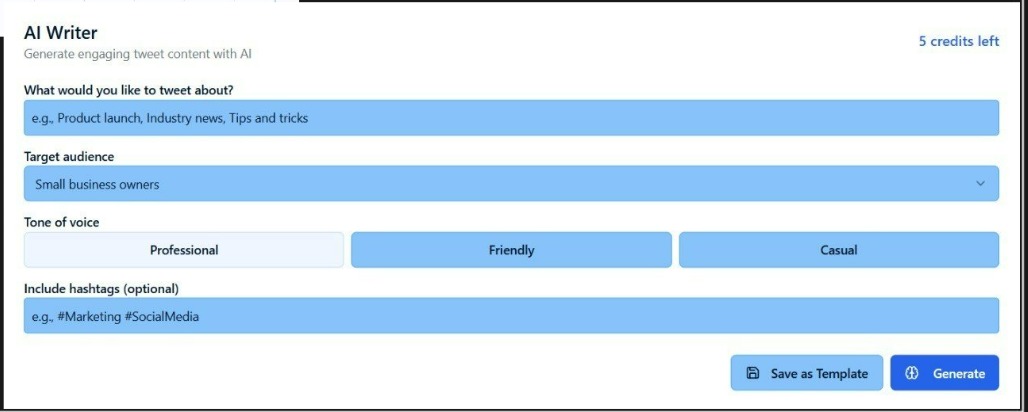 AI Writer
Generate engaging tweet content with AI
5 credits left
What would you like to tweet about?
e.g., Product launch, Industry news, Tips and tricks
Target audience
Small business owners
Tone of voice
Professional
Friendly
Casual
Include hashtags (optional)
e.g., #Marketing #SocialMedia
Save as Template
Generate